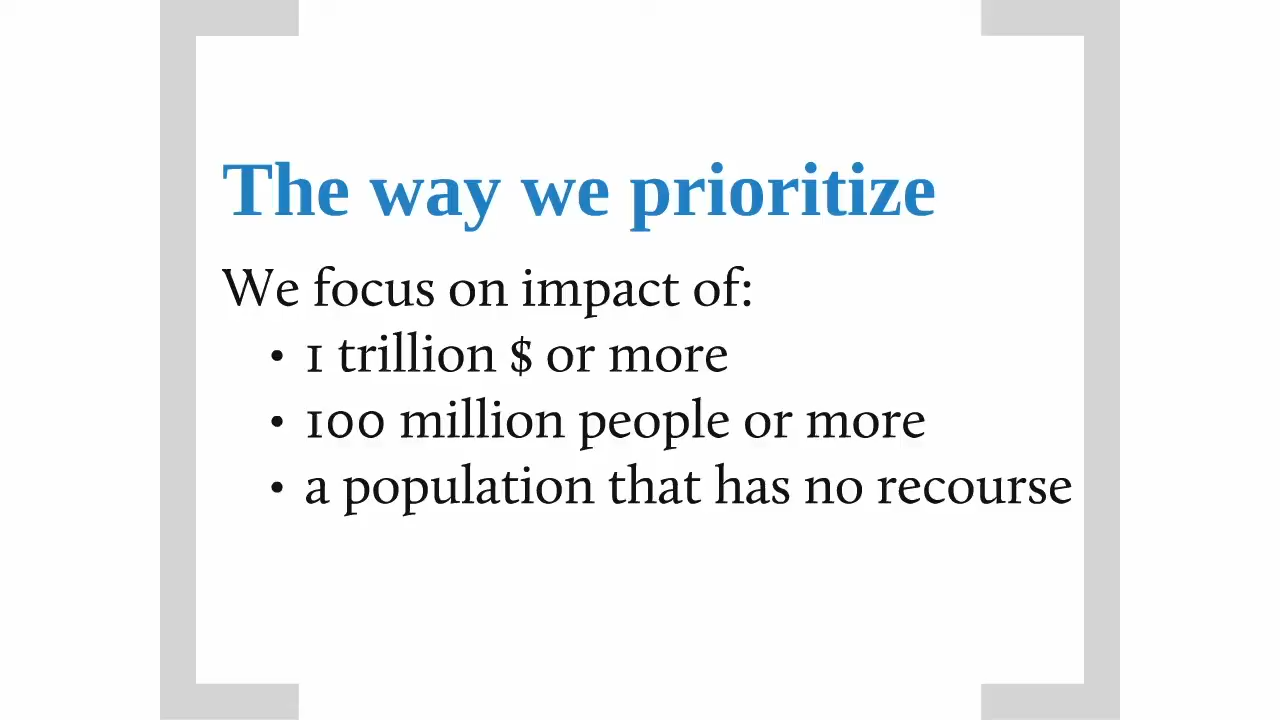 The way we prioritize
We focus on impact of:
• 1 trillion $ or more
• 100 million people or more
• a population that has no recourse